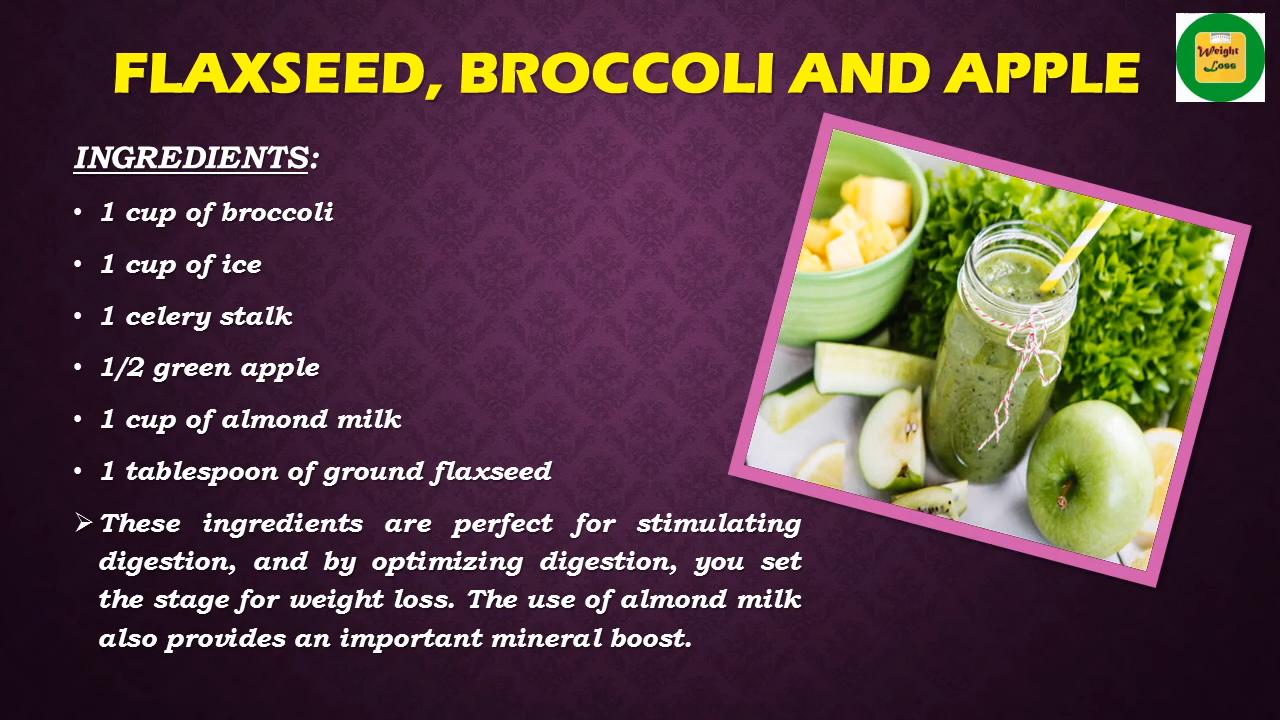 FLAXSEED, BROCCOLI AND APPLE
Weight
Loss
INGREDIENTS:
• 1 cup of broccoli
• 1 cup of ice
• 1 celery stalk
• 1/2 green apple
• 1 cup of almond milk
• 1 tablespoon of ground flaxseed
➢ These ingredients are perfect for stimulating
digestion, and by optimizing digestion, you set
the stage for weight loss. The use of almond milk
also provides an important mineral boost.